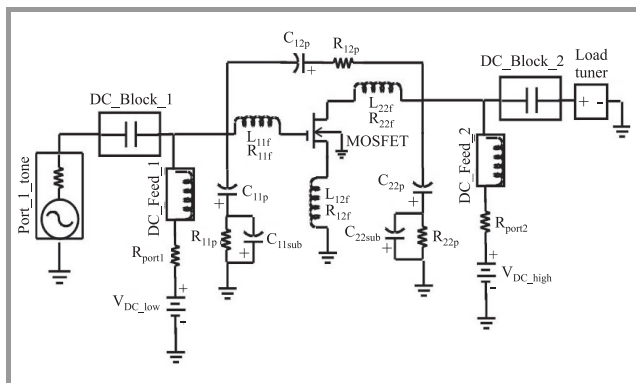 C12p
R12p
+
DC_Block_1
DC_Block_2
Load
tuner
+ -
L11f
R11f
L22f
R22f
MOSFET
Port_1_tone
DC_Feed_1
DC_Feed_2
C11p
+
L12f
R12f
C22p
+
Rport1
R11p
C11sub
+
C22sub
+
R22p
Rport2
VDC_low
+
-
VDC_high
+
-